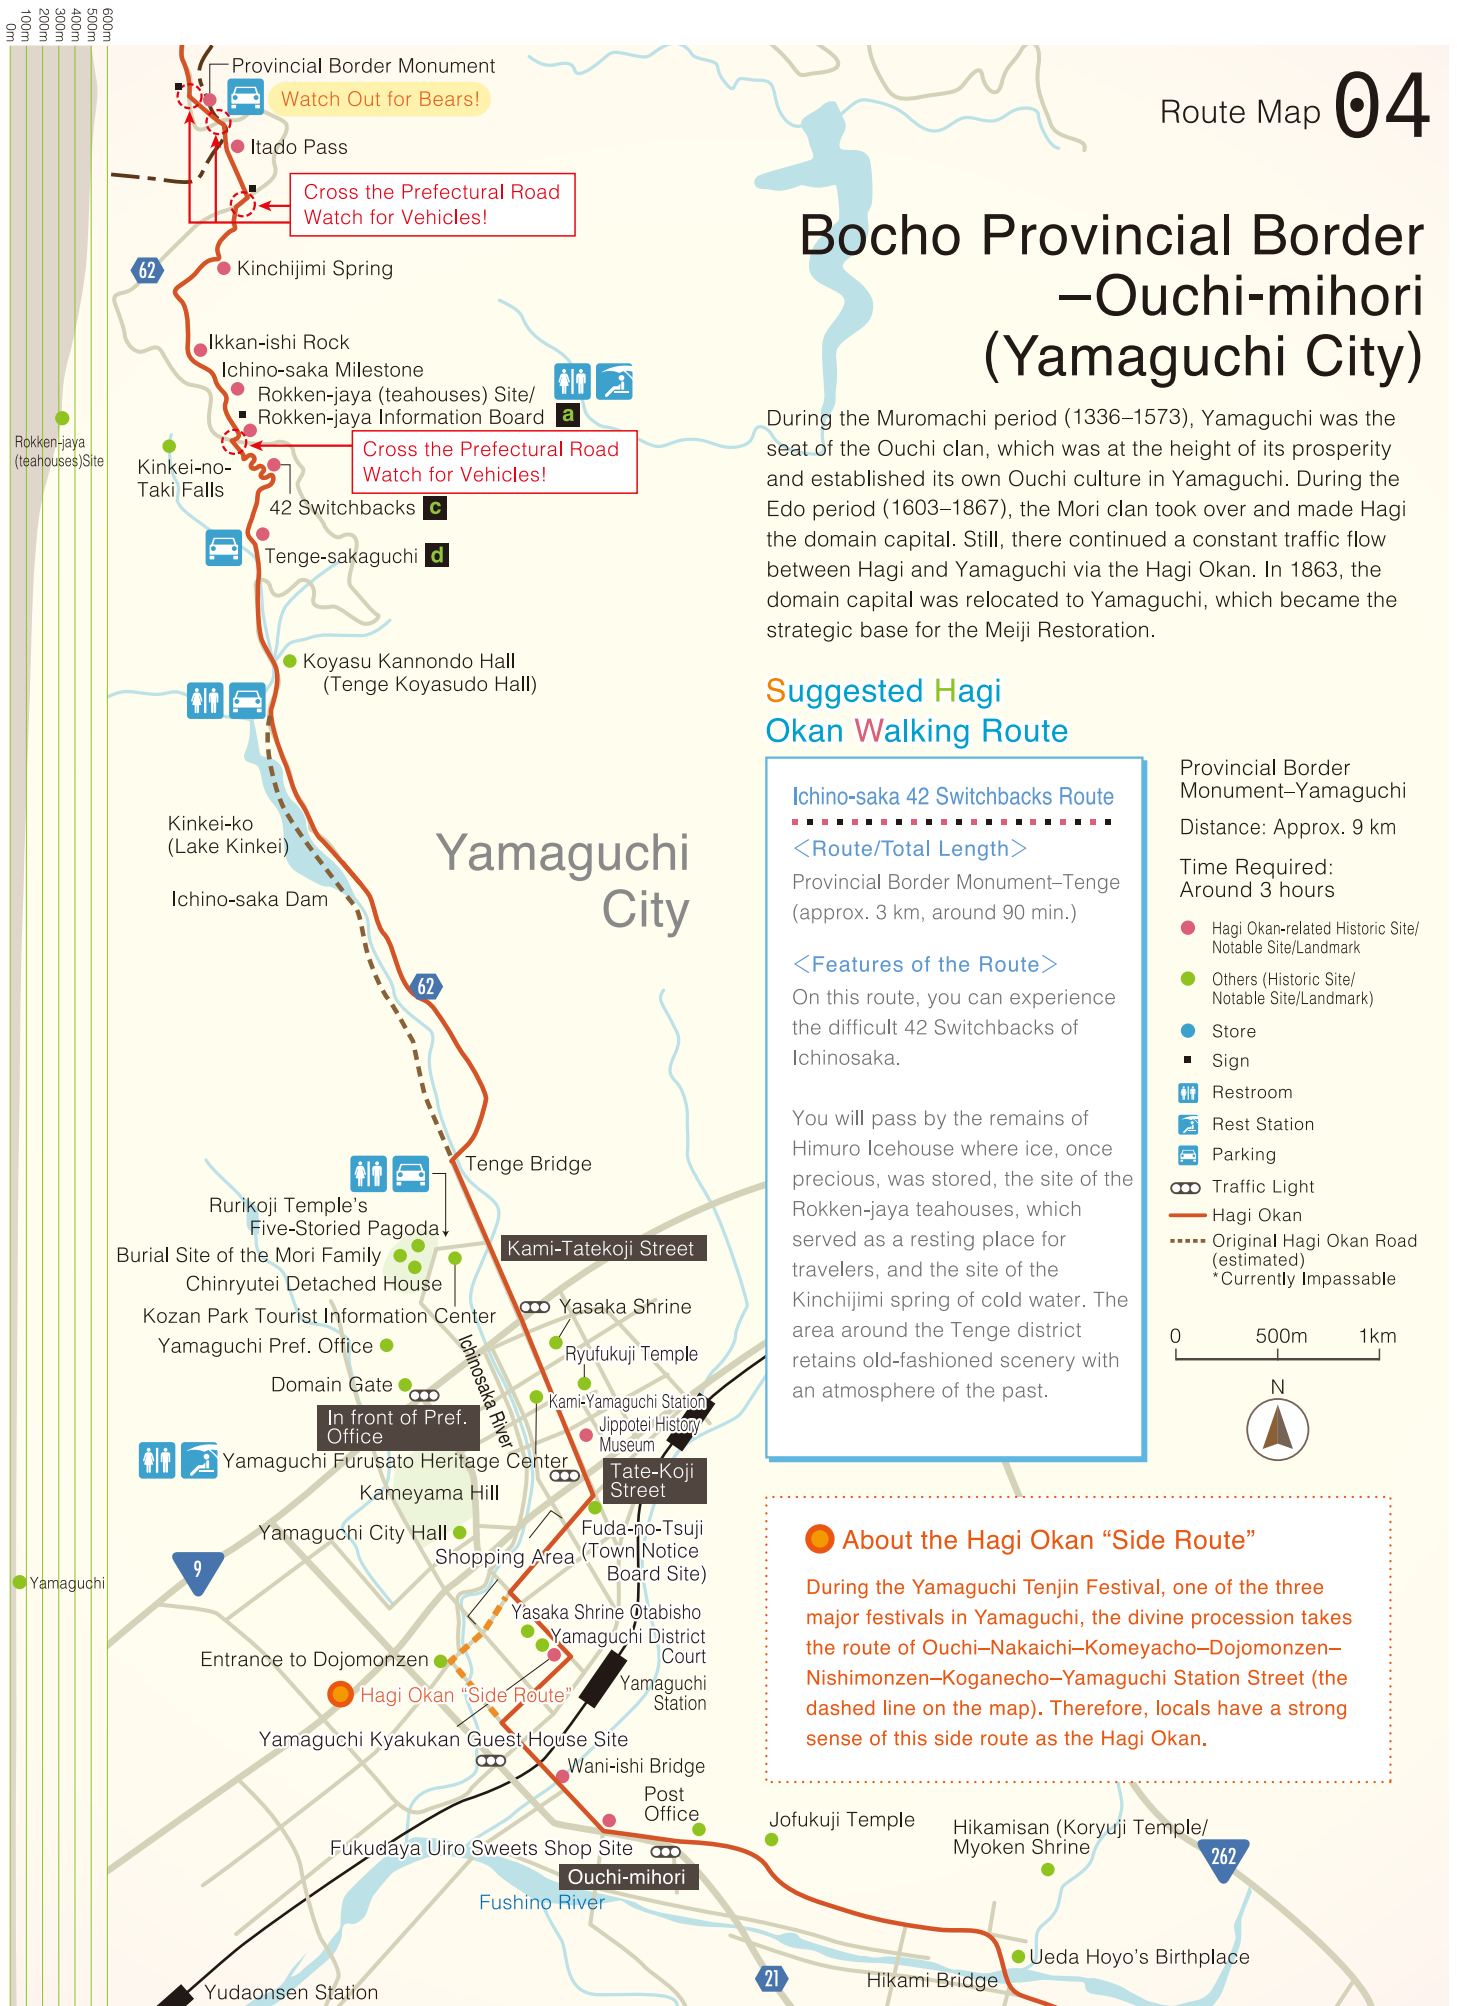 0m
100m
200m
300m
400m
500m
600m
Provincial Border Monument
Watch Out for Bears!
Route Map 04
Itado Pass
Cross the Prefectural Road
Watch for Vehicles!
Bocho Provincial Border
–Ouchi-mihori
(Yamaguchi City)
62
Kinchijimi Spring
Ikkan-ishi Rock
Ichino-saka Milestone
Rokken-jaya (teahouses) Site/
Rokken-jaya Information Board a
Rokken-jaya
(teahouses)Site
Kinkei-no-
Taki Falls
Cross the Prefectural Road
Watch for Vehicles!
42 Switchbacks c
Tenge-sakaguchi d
During the Muromachi period (1336–1573), Yamaguchi was the
seat of the Ouchi clan, which was at the height of its prosperity
and established its own Ouchi culture in Yamaguchi. During the
Edo period (1603–1867), the Mori clan took over and made Hagi
the domain capital. Still, there continued a constant traffic flow
between Hagi and Yamaguchi via the Hagi Okan. In 1863, the
domain capital was relocated to Yamaguchi, which became the
strategic base for the Meiji Restoration.
Koyasu Kannondo Hall
(Tenge Koyasudo Hall)
Suggested Hagi
Okan Walking Route
Ichino-saka 42 Switchbacks Route
<Route/Total Length>
Provincial Border Monument–Tenge
(approx. 3 km, around 90 min.)
<Features of the Route>
On this route, you can experience
the difficult 42 Switchbacks of
Ichinosaka.
You will pass by the remains of
Himuro Icehouse where ice, once
precious, was stored, the site of the
Rokken-jaya teahouses, which
served as a resting place for
travelers, and the site of the
Kinchijimi spring of cold water. The
area around the Tenge district
retains old-fashioned scenery with
an atmosphere of the past.
Provincial Border
Monument–Yamaguchi
Distance: Approx. 9 km
Time Required:
Around 3 hours
Hagi Okan-related Historic Site/
Notable Site/Landmark
Others (Historic Site/
Notable Site/Landmark)
Store
Sign
Restroom
Rest Station
Parking
Traffic Light
Hagi Okan
Original Hagi Okan Road
(estimated)
*Currently Impassable
0 500m 1km
N
Kinkei-ko
(Lake Kinkei)
Yamaguchi
City
Ichino-saka Dam
62
Tenge Bridge
Rurikoji Temple's
Five-Storied Pagoda
Burial Site of the Mori Family
Chinryutei Detached House
Kami-Tatekoji Street
Kozan Park Tourist Information Center
Yasaka Shrine
Yamaguchi Pref. Office
Ichinosaka River
Ryufukuji Temple
Domain Gate
Kami-Yamaguchi Station
In front of Pref.
Office
Jippotei History
Museum
Yamaguchi Furusato Heritage Center
Tate-Koji
Street
Kameyama Hill
Yamaguchi City Hall
Fuda-no-Tsuji
(Town Notice
Board Site)
Shopping Area
9
Yamaguchi
Yasaka Shrine Otabisho
Yamaguchi District
Court
Entrance to Dojomonzen
Yamaguchi
Station
Hagi Okan “Side Route”
Yamaguchi Kyakukan Guest House Site
Wani-ishi Bridge
Post
Office
Fukudaya Uiro Sweets Shop Site
Ouchi-mihori
Fushino River
Yudaonsen Station
About the Hagi Okan “Side Route”
During the Yamaguchi Tenjin Festival, one of the three
major festivals in Yamaguchi, the divine procession takes
the route of Ouchi–Nakaichi–Komeyacho–Dojomonzen–
Nishimonzen–Koganecho–Yamaguchi Station Street (the
dashed line on the map). Therefore, locals have a strong
sense of this side route as the Hagi Okan.
Jofukuji Temple
Hikamisan (Koryuji Temple/
Myoken Shrine
262
Ueda Hoyo's Birthplace
21
Hikami Bridge